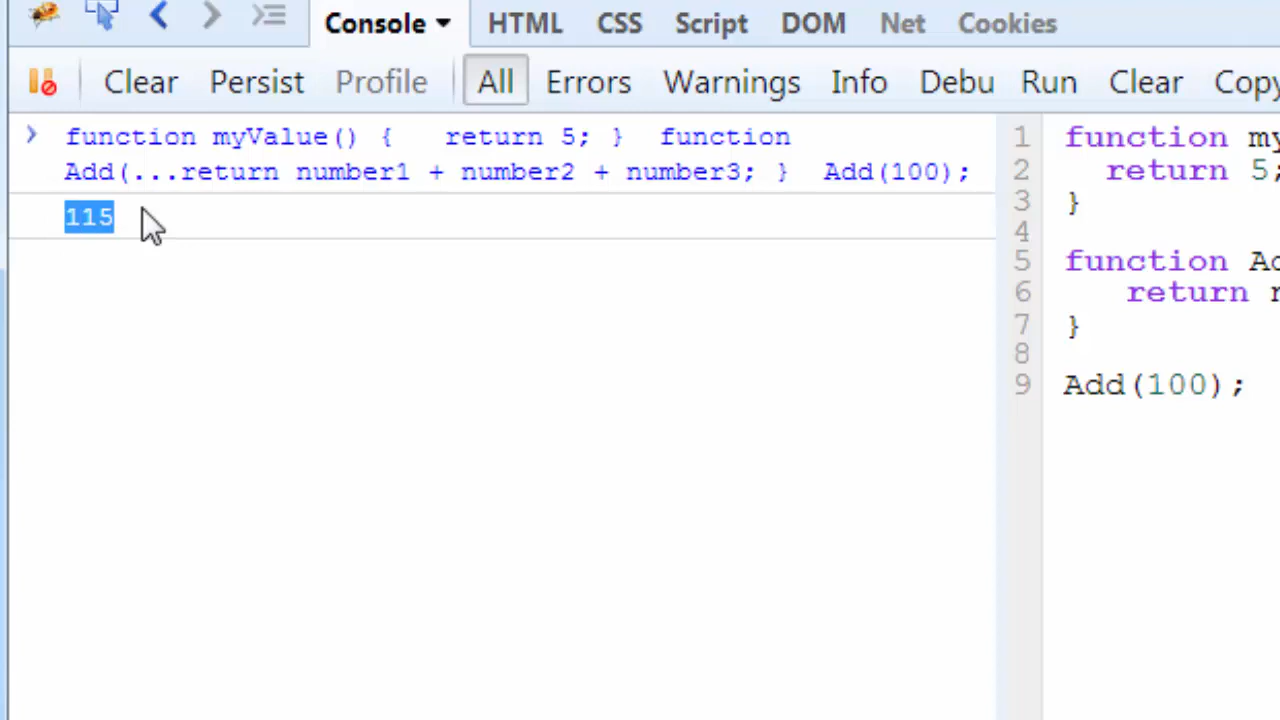 Console HTML CSS Script DOM Net Cookies
Clear Persist Profile All Errors Warnings Info Debu Run Clear Copy
function myValue() {   return 5; }  function
Add(...return number1 + number2 + number3; }  Add(100);
115
1 function my
2 return 5;
3 }
4
5 function Ad
6 return
7 }
8
9 Add(100);